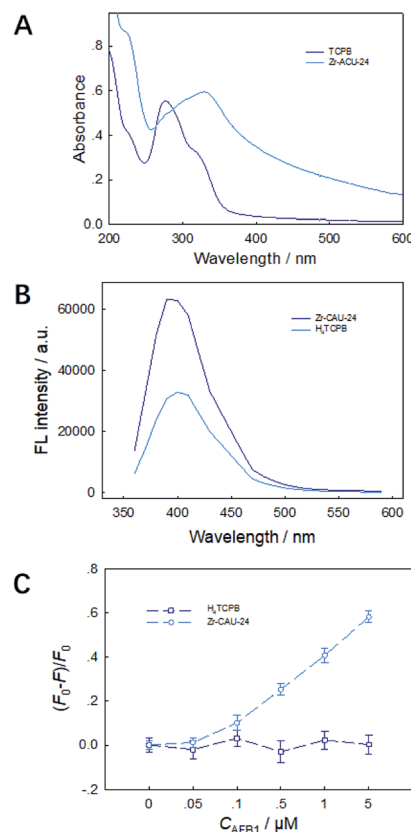 A
.8
.6
.4
.2
0.0
Absorbance
TCPB
Zr-ACU-24
200 300 400 500 600
Wavelength / nm
B
60000
40000
20000
0
FL intensity / a.u.
Zr-CAU-24
H₄TCPB
350 400 450 500 550 600
Wavelength / nm
C
.8
.6
.4
.2
0.0
-.2
(F₀-F)/F₀
H₄TCPB
Zr-CAU-24
0 .05 .1 .5 1 5
C_AFB1 / μM